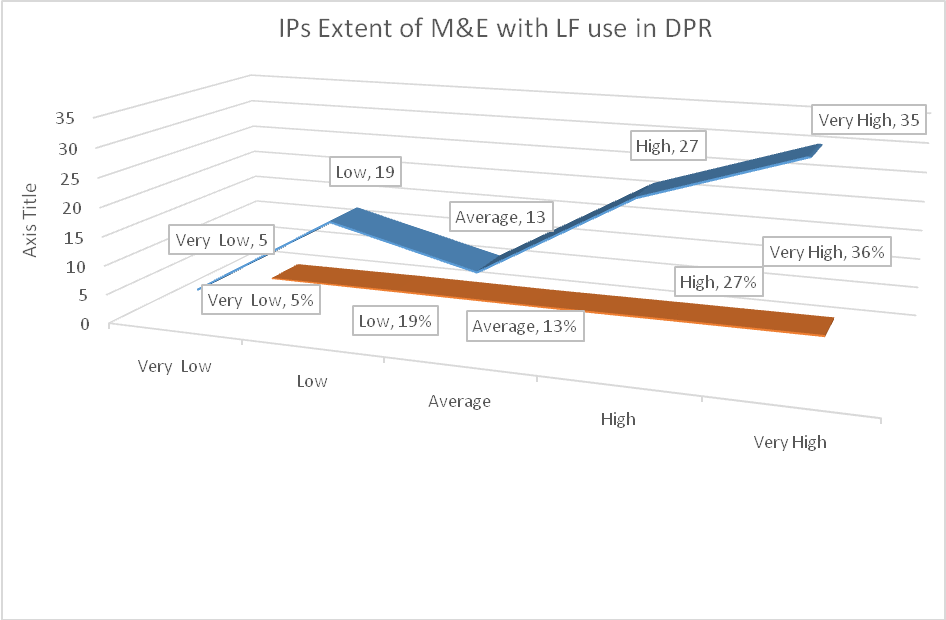 IPs Extent of M&E with LF use in DPR
Axis Title
35
30
25
20
15
10
5
0
Very  Low, 5
Low, 19
Average, 13
High, 27
Very High, 35
Very  Low, 5%
Low, 19%
Average, 13%
High, 27%
Very High, 36%
Very  Low
Low
Average
High
Very High